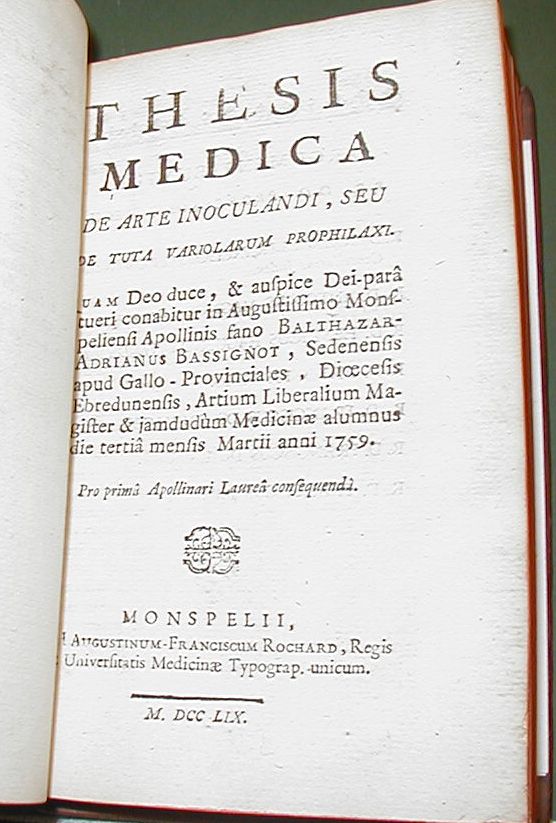 THESIS
MEDICA
DE ARTE INOCULANDI, SEU
DE TUTA VARIOLARUM PROPHILAXI.
UAM Deo duce, & auſpice Dei-parâ
tueri conabitur in Auguſtiſſimo Monſ-
pelienſi Apollinis fano BALTHAZAR-
ADRIANUS BASSIGNOT, Sedenenſis
apud Gallo-Provinciales, Diœceſis
Ebredunenſis, Artium Liberalium Ma-
giſter & jamdudùm Medicinæ alumnus
die tertiâ menſis Martii anni 1759.
Pro primâ Apollinari Laureâ conſequendâ.
MONSPELII,
AUGUSTINUM-FRANCISCUM ROCHARD, Regis
Univerſitatis Medicinæ Typograp. unicum.
M. DCC LIX.